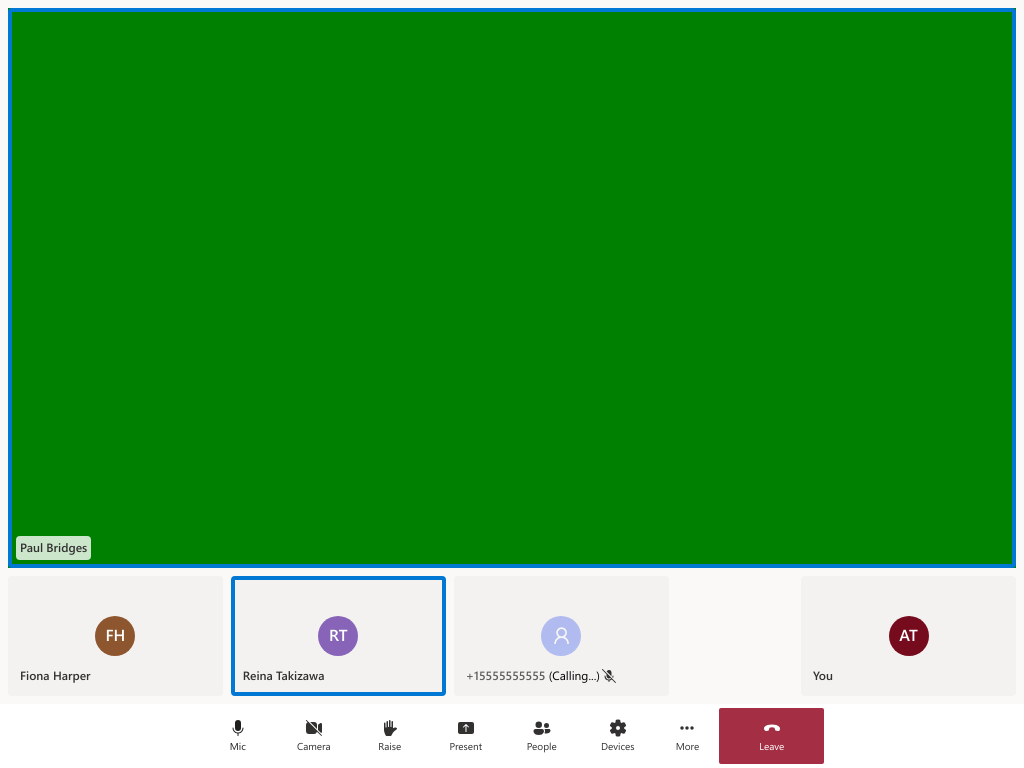 Paul Bridges
FH
RT
AT
Fiona Harper
Reina Takizawa
+15555555555 (Calling...)
You
Mic
Camera
Raise
Present
People
Devices
More
Leave